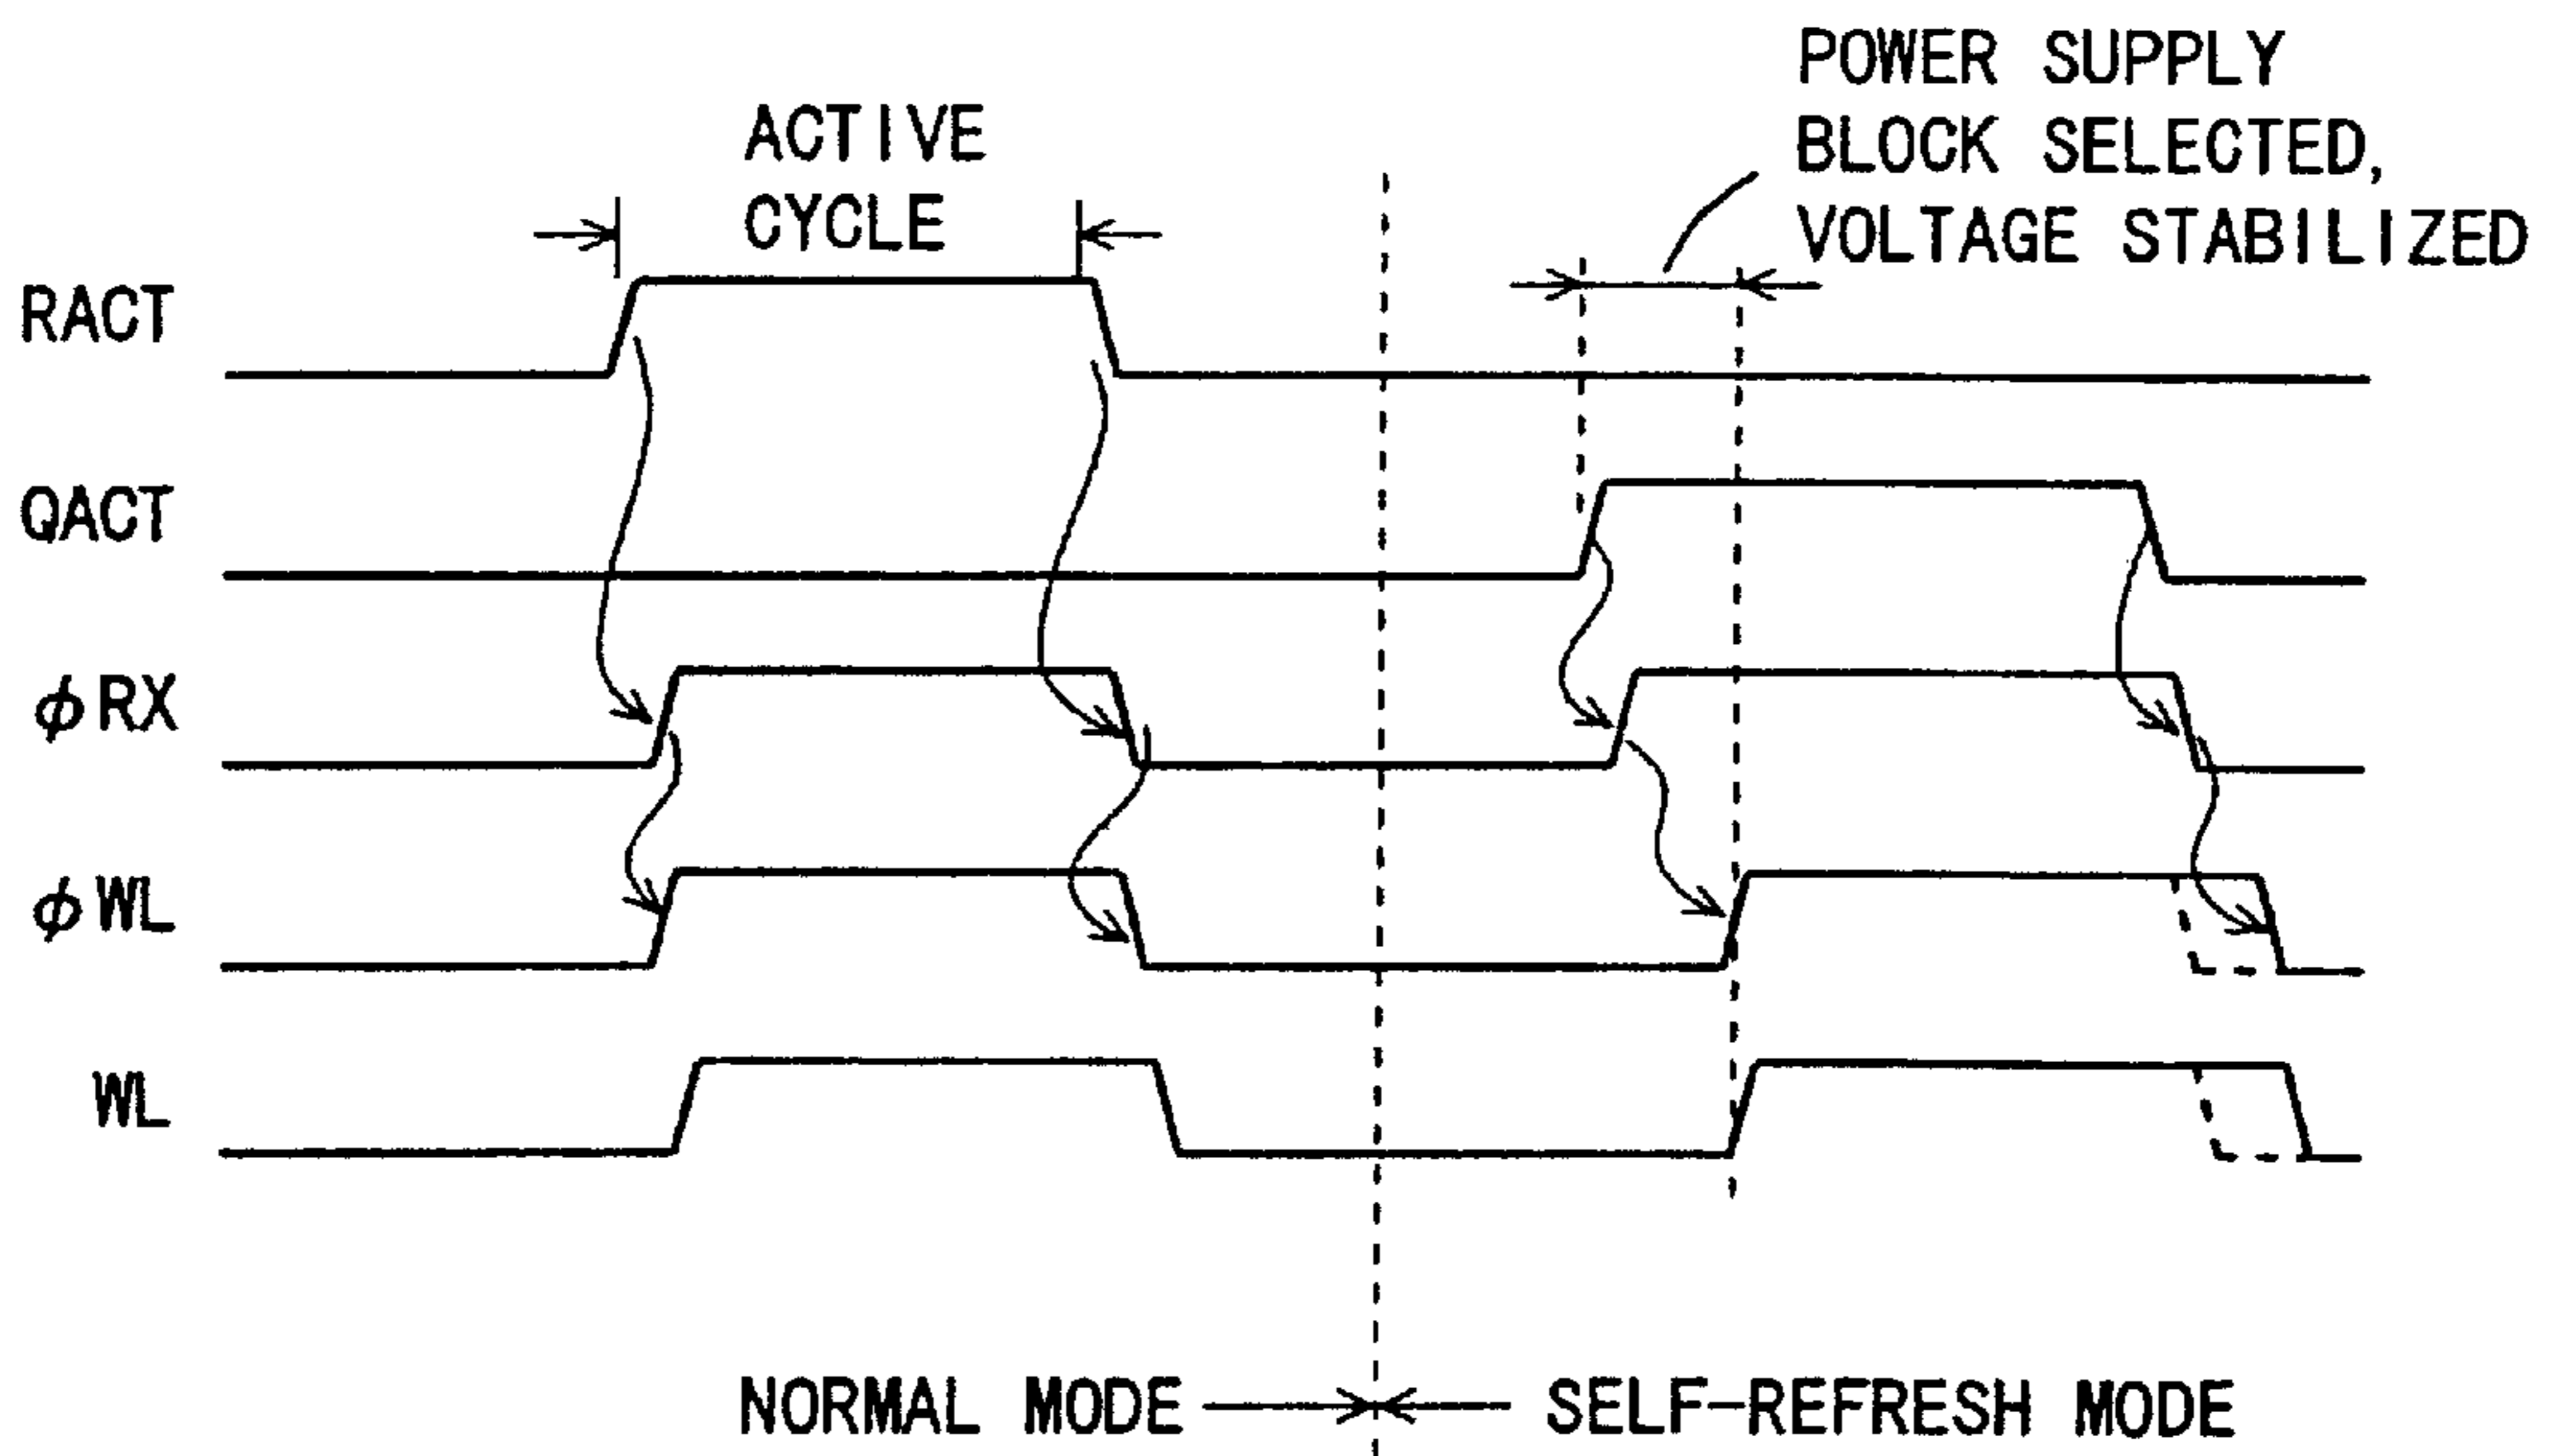 POWER SUPPLY
BLOCK SELECTED,
VOLTAGE STABILIZED
ACTIVE
CYCLE
RACT
QACT
ϕRX
ϕWL
WL
NORMAL MODE
SELF-REFRESH MODE